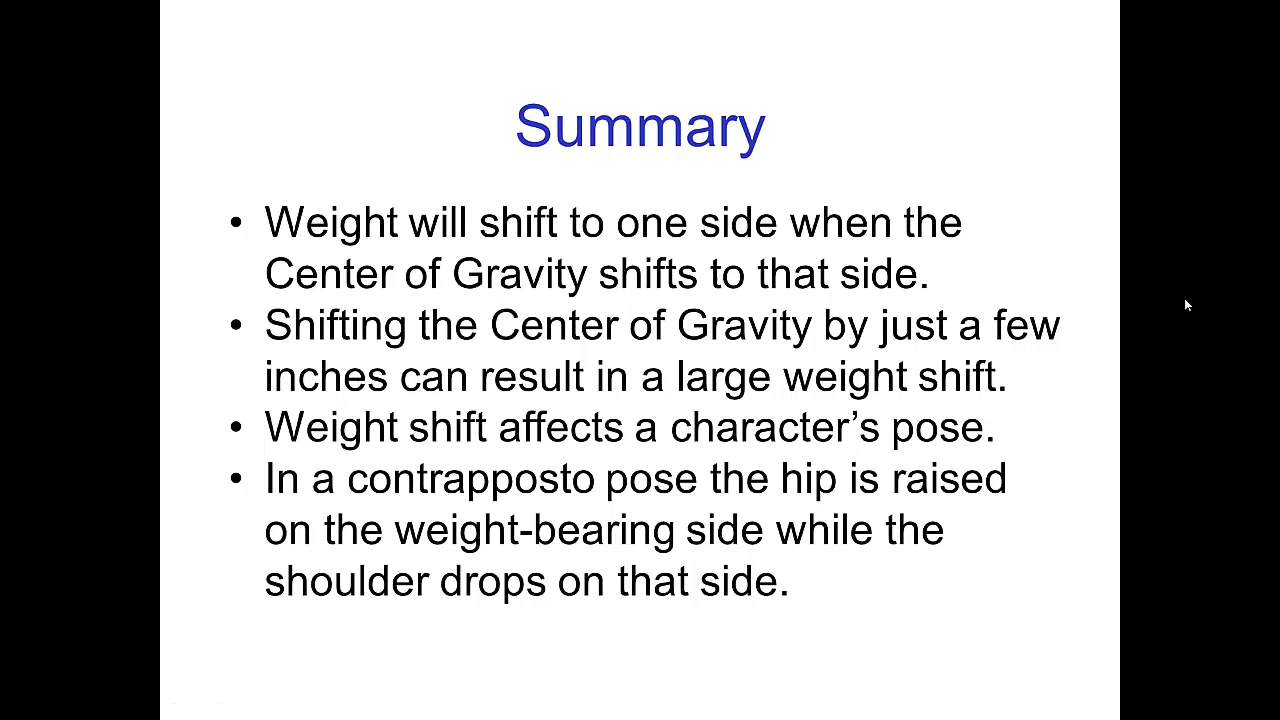 Summary
• Weight will shift to one side when the
Center of Gravity shifts to that side.
• Shifting the Center of Gravity by just a few
inches can result in a large weight shift.
• Weight shift affects a character’s pose.
• In a contrapposto pose the hip is raised
on the weight-bearing side while the
shoulder drops on that side.